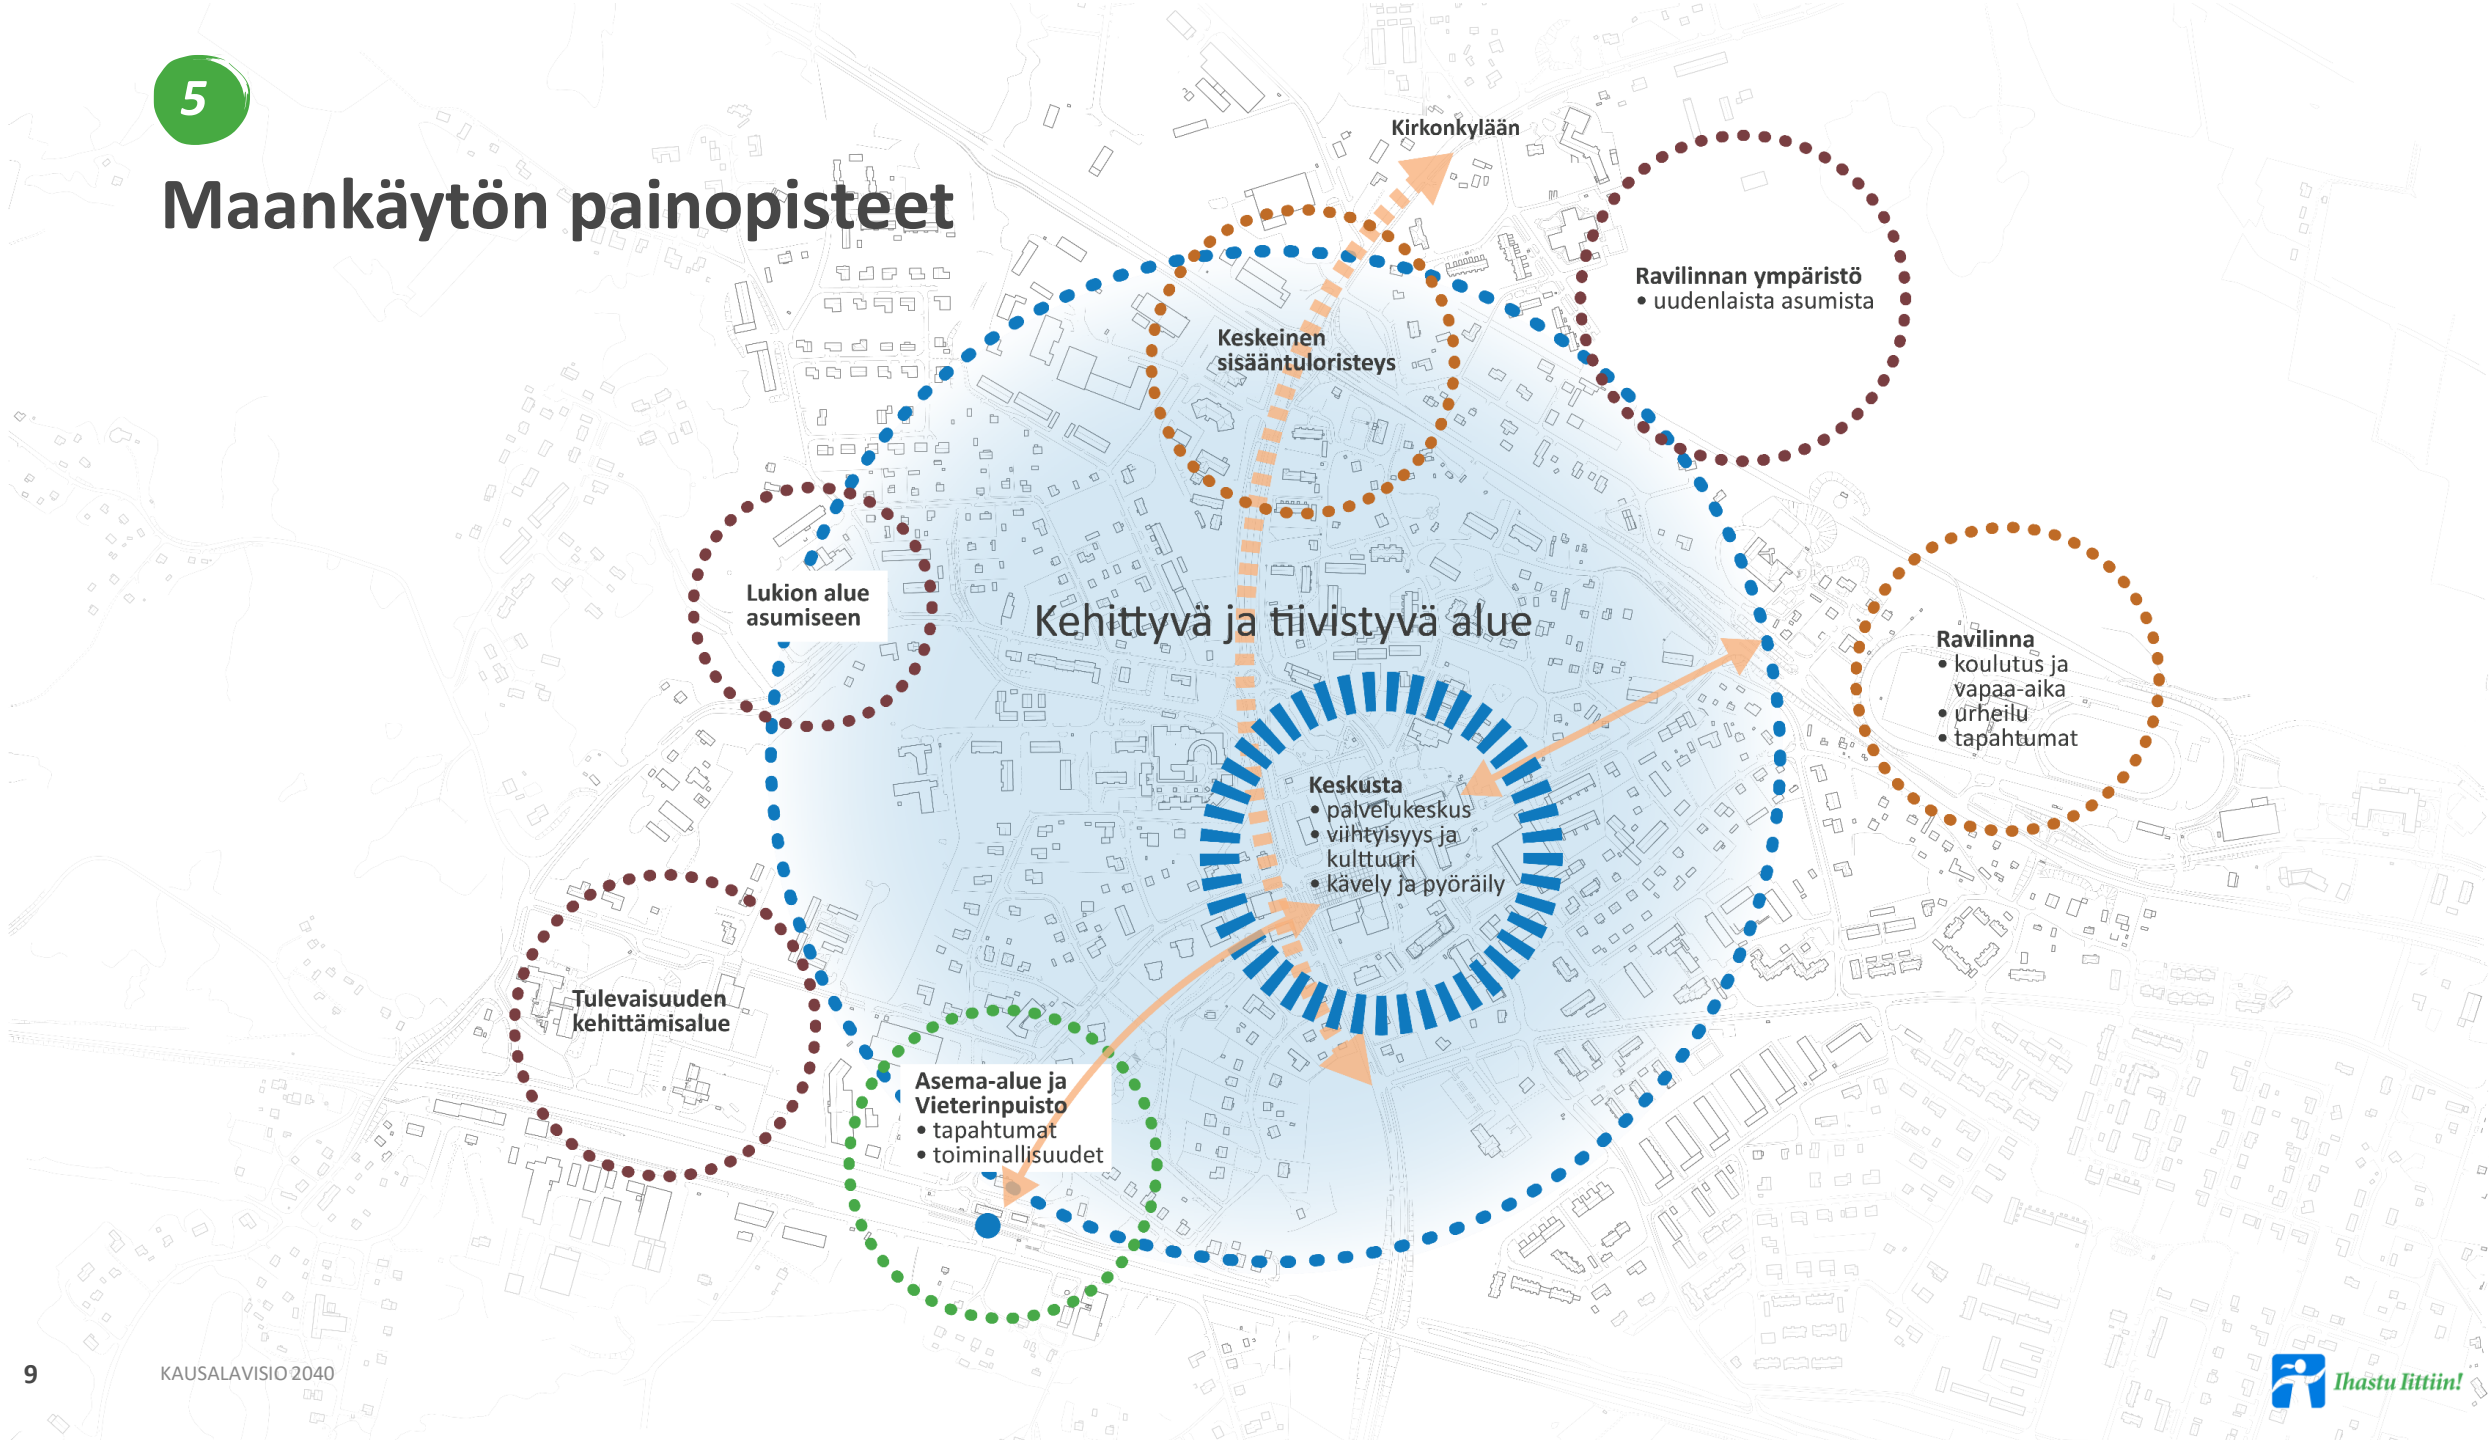 5
Maankäytön painopisteet
Kirkonkylään
Ravilinnan ympäristö
• uudenlaista asumista
Keskeinen
sisääntuloristeys
Lukion alue
asumiseen
Kehittyvä ja tiivistyvä alue
Ravilinna
• koulutus ja
vapaa-aika
• urheilu
• tapahtumat
Keskusta
• palvelukeskus
• viihtyisyys ja
kulttuuri
• kävely ja pyöräily
Tulevaisuuden
kehittämisalue
Asema-alue ja
Vieterinpuisto
• tapahtumat
• toiminallisuudet
9
KAUSALAVISIO 2040
Ihastu Iittiin!